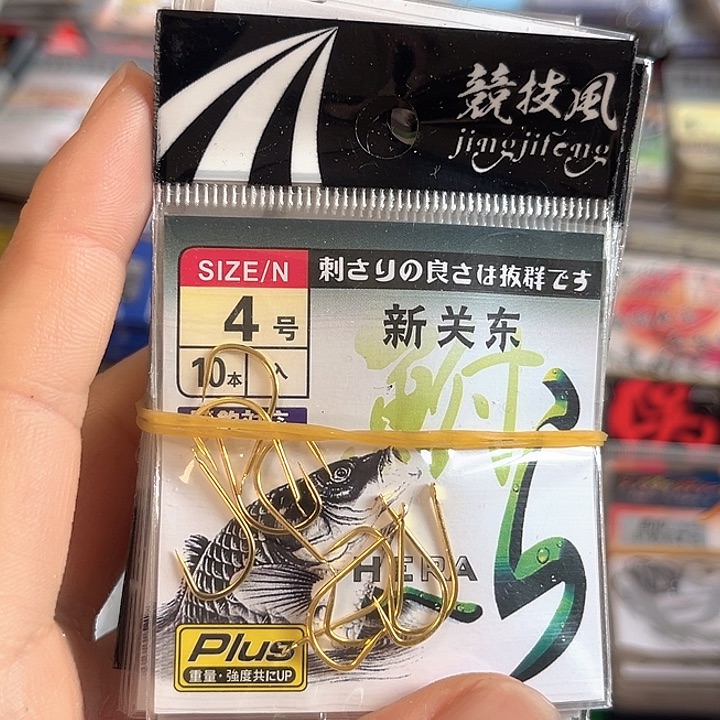 競技風
jingjifeng
SIZE/N
刺さりの良さは抜群です
4号
新关东
10本入
HERA
Plus
重量・強度共にUP